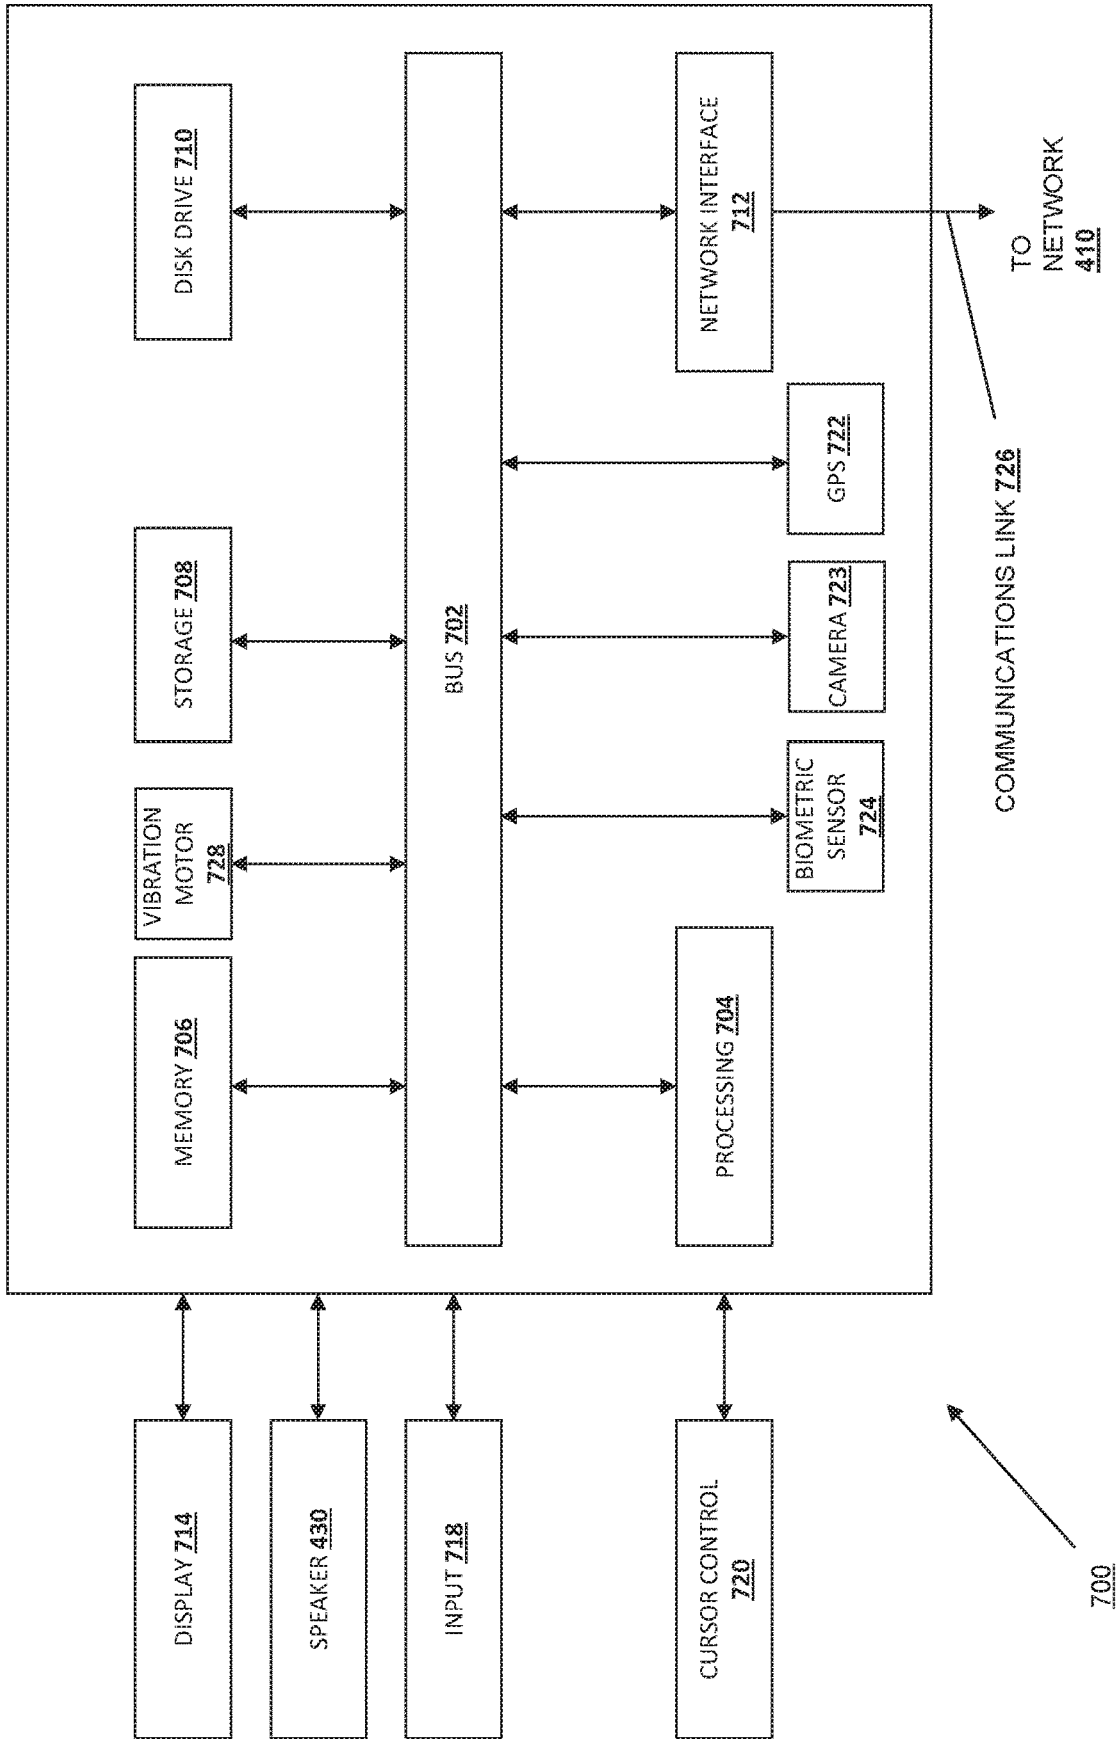 DISPLAY 714
SPEAKER 430
INPUT 718
CURSOR CONTROL
720
MEMORY 706
VIBRATION
MOTOR
728
STORAGE 708
DISK DRIVE 710
BUS 702
PROCESSING 704
BIOMETRIC
SENSOR
724
CAMERA 723
GPS 722
NETWORK INTERFACE
712
COMMUNICATIONS LINK 726
TO
NETWORK
410
700